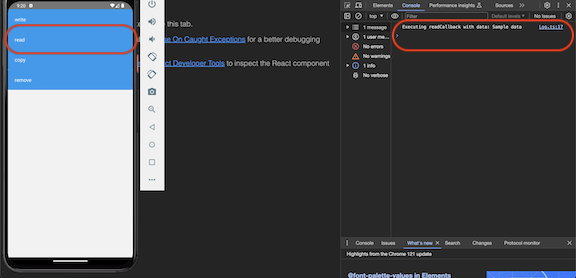 9:20
write
read
copy
remove
this tab.
se On Caught Exceptions for a better debugging
ct Developer Tools to inspect the React component
Elements
Console
Performance insights
Sources
top
Filter
Default levels
No Issues
1 message
1 user me...
No errors
No warnings
1 info
No verbose
Executing readCallback with data: Sample data
Log.ts:17
Console
Issues
What's new
Search
Changes
Protocol monitor
Highlights from the Chrome 121 update
@font-palette-values in Elements